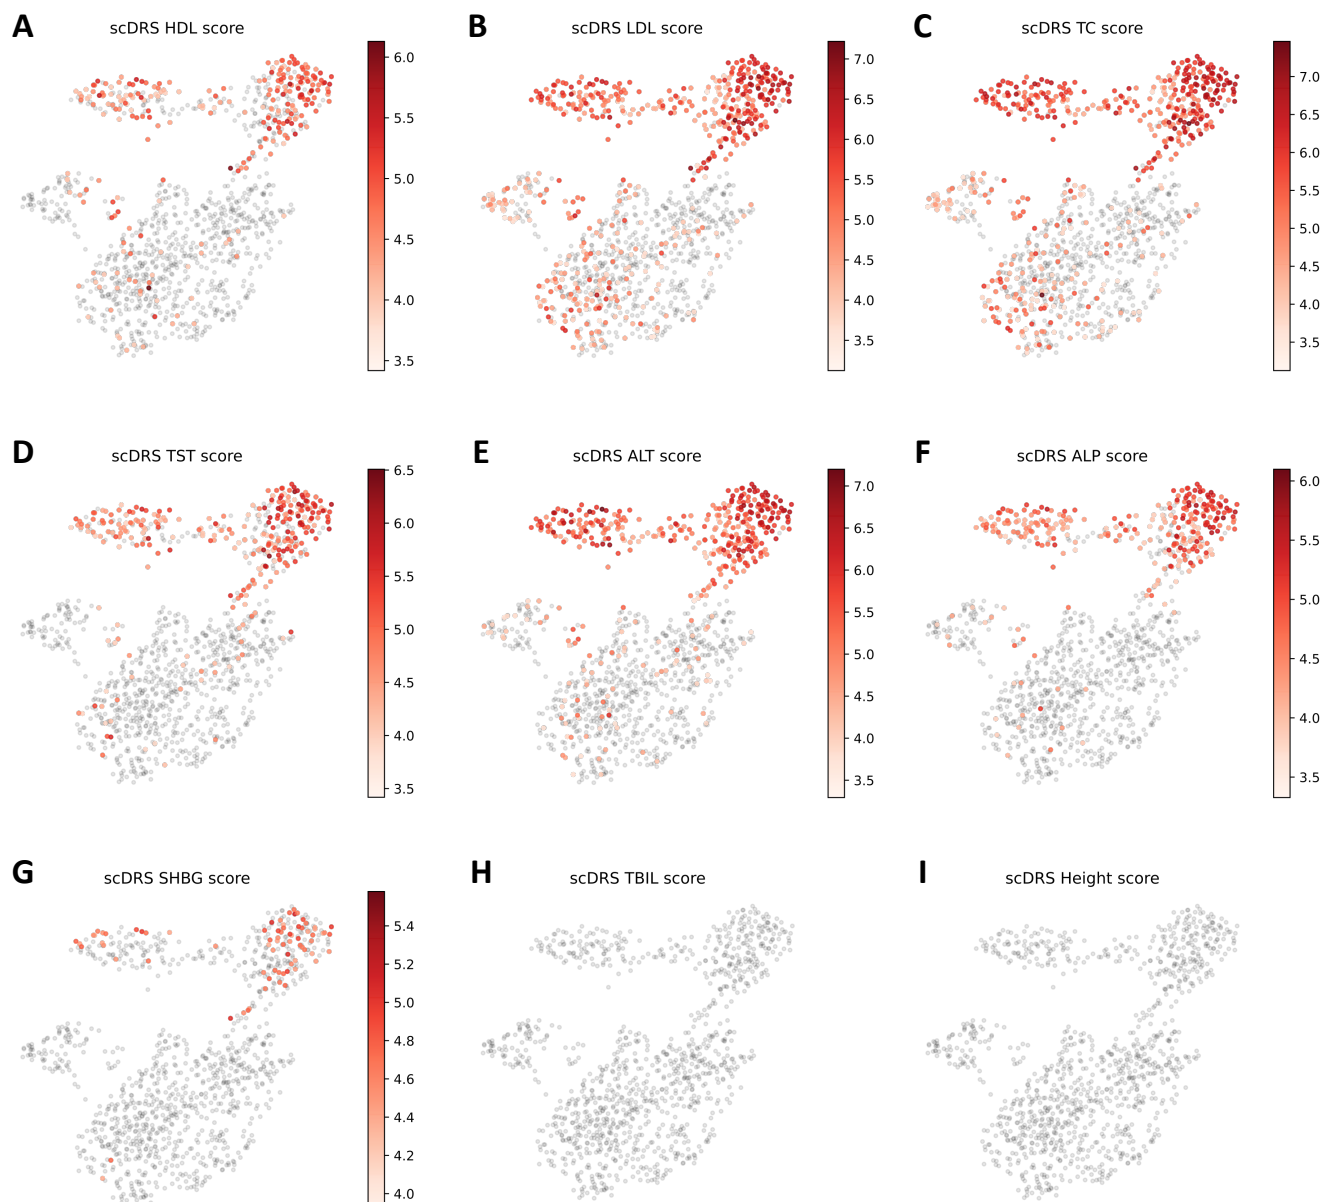 A
scDRS HDL score
6.0
5.5
5.0
4.5
4.0
3.5
B
scDRS LDL score
7.0
6.5
6.0
5.5
5.0
4.5
4.0
3.5
C
scDRS TC score
7.0
6.5
6.0
5.5
5.0
4.5
4.0
3.5
D
scDRS TST score
6.5
6.0
5.5
5.0
4.5
4.0
3.5
E
scDRS ALT score
7.0
6.5
6.0
5.5
5.0
4.5
4.0
3.5
F
scDRS ALP score
6.0
5.5
5.0
4.5
4.0
3.5
G
scDRS SHBG score
5.4
5.2
5.0
4.8
4.6
4.4
4.2
4.0
H
scDRS TBIL score
I
scDRS Height score